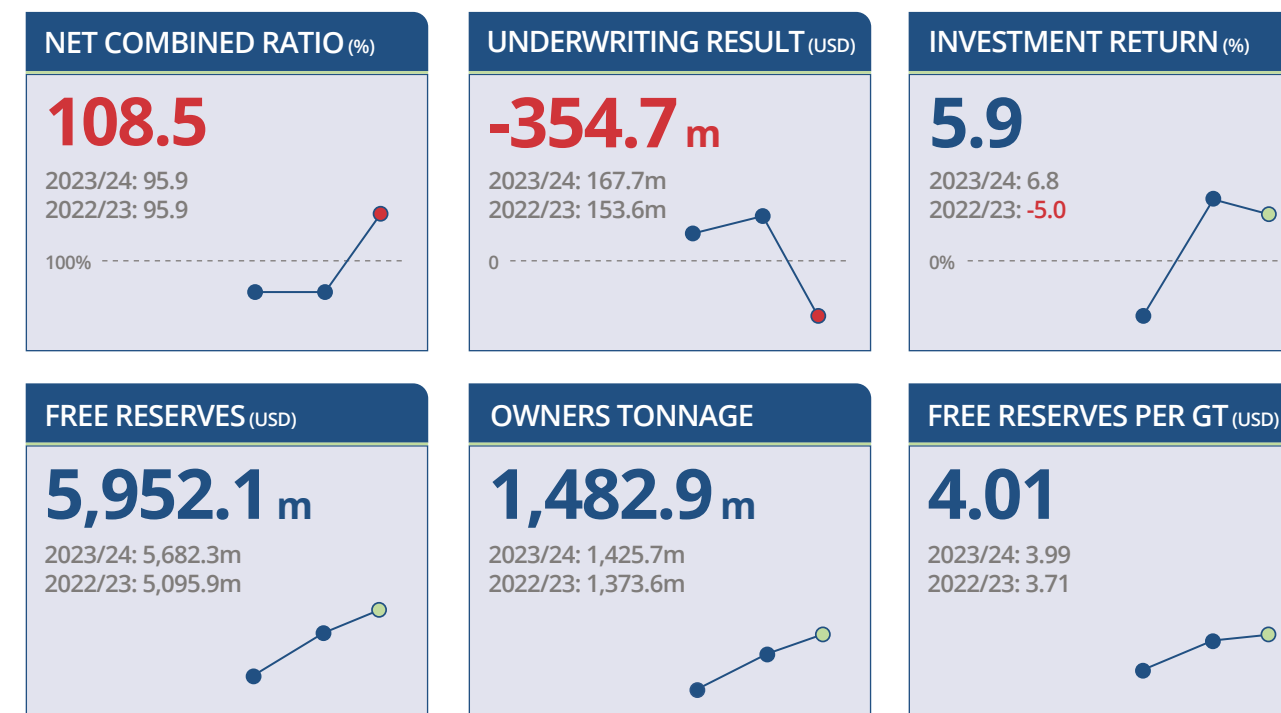 NET COMBINED RATIO (%)
108.5
2023/24: 95.9
2022/23: 95.9
100%
UNDERWRITING RESULT (USD)
-354.7 m
2023/24: 167.7m
2022/23: 153.6m
0
INVESTMENT RETURN (%)
5.9
2023/24: 6.8
2022/23: -5.0
0%
FREE RESERVES (USD)
5,952.1 m
2023/24: 5,682.3m
2022/23: 5,095.9m
OWNERS TONNAGE
1,482.9 m
2023/24: 1,425.7m
2022/23: 1,373.6m
FREE RESERVES PER GT (USD)
4.01
2023/24: 3.99
2022/23: 3.71